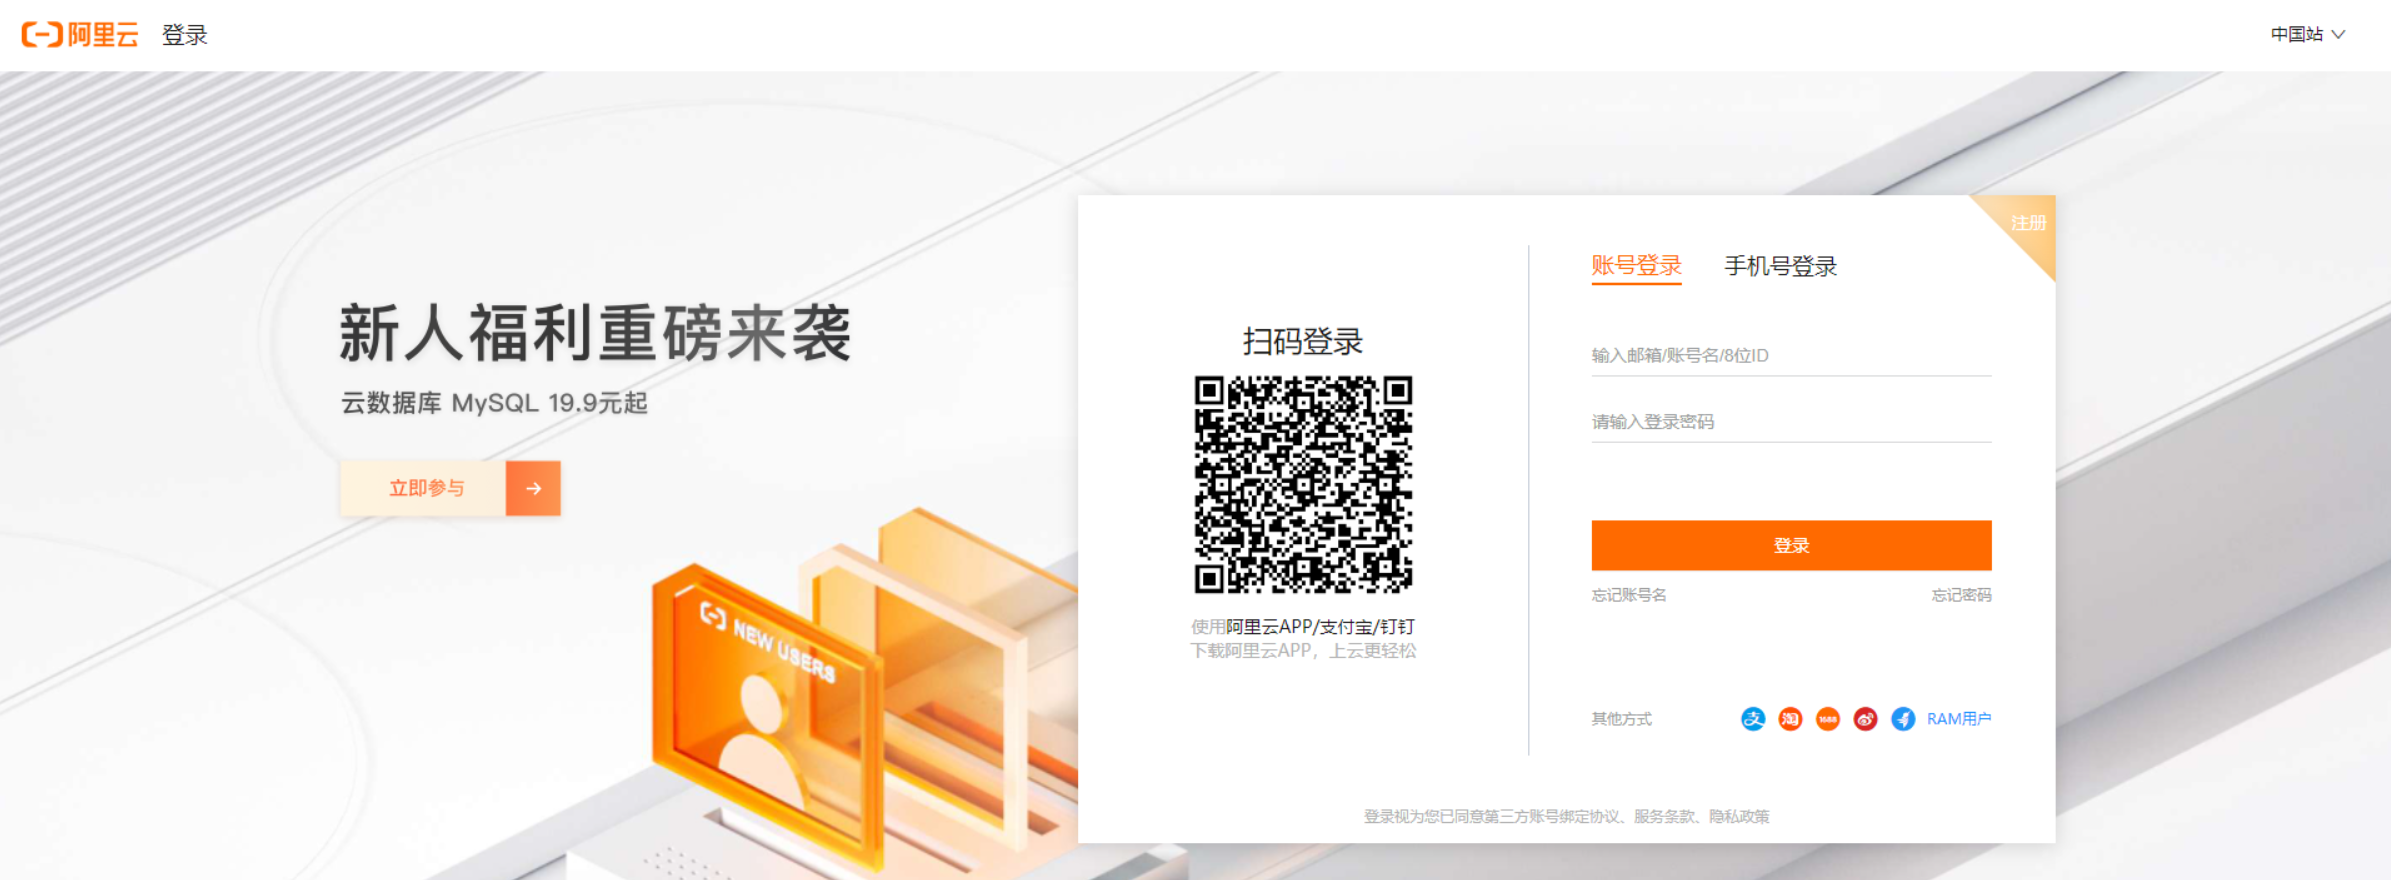 阿里云 登录
中国站
新人福利重磅来袭
云数据库 MySQL 19.9元起
立即参与 →
NEW USERS
扫码登录
使用阿里云APP/支付宝/钉钉
下载阿里云APP，上云更轻松
注册
账号登录 手机号登录
输入邮箱/账号名/8位ID
请输入登录密码
登录
忘记账号名 忘记密码
其他方式 支 淘 1688 RAM用户
登录视为您已同意第三方账号绑定协议、服务条款、隐私政策